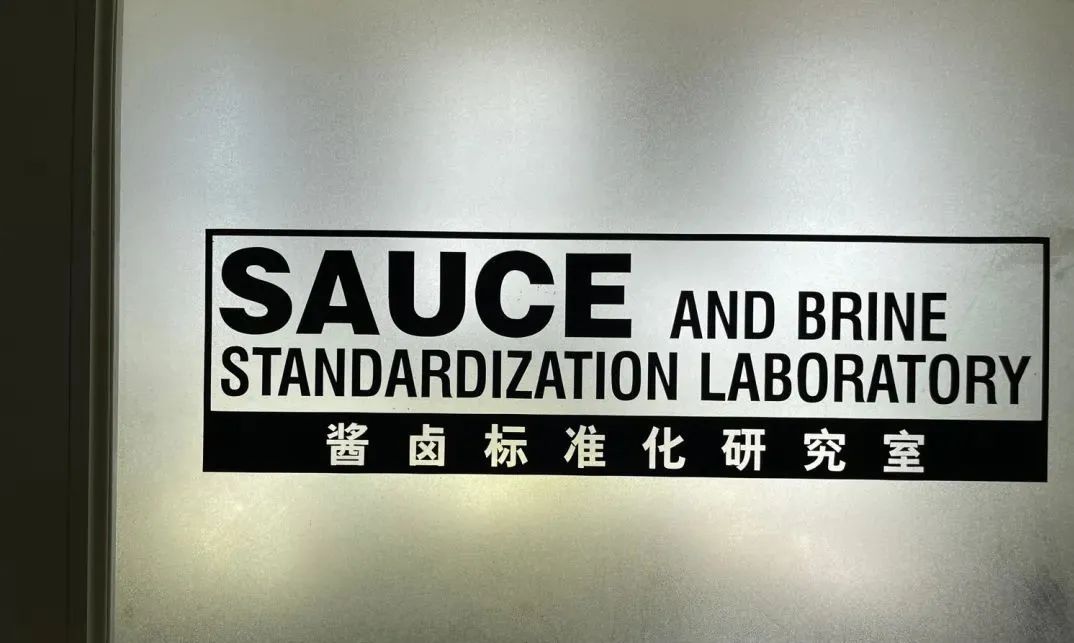 SAUCE AND BRINE
STANDARDIZATION LABORATORY
酱卤标准化研究室